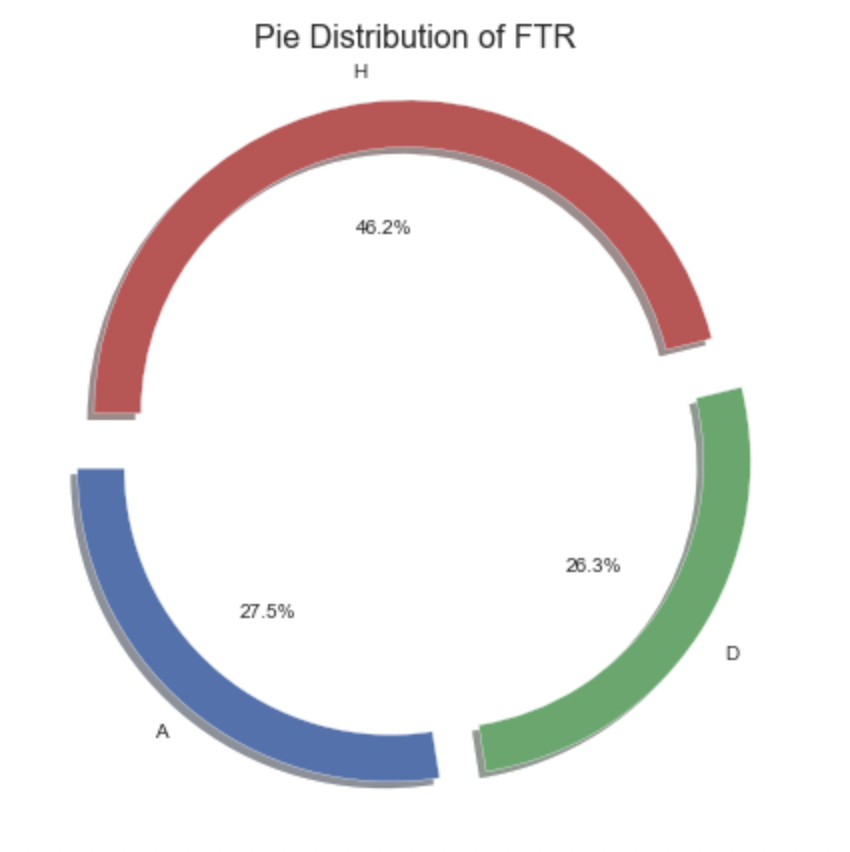 Pie Distribution of FTR
H
46.2%
26.3%
27.5%
D
A